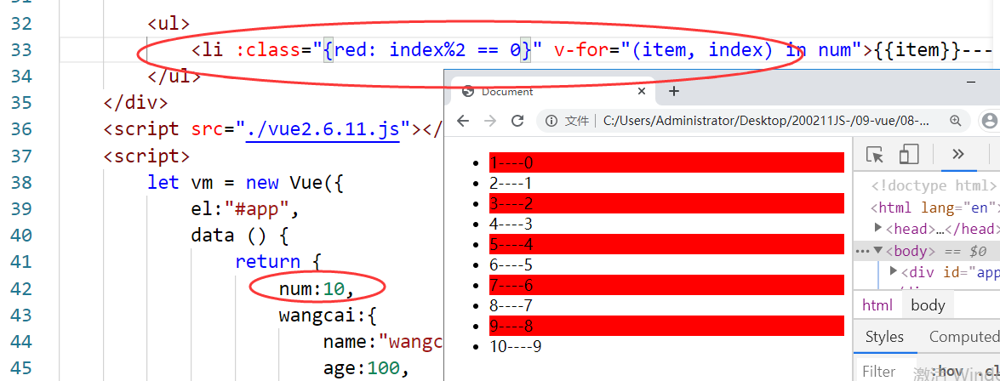 32 <ul>
33 <li :class="{red: index%2 == 0}" v-for="(item, index) in num">{{item}}----
34 </ul>
35 </div>
36 <script src="./vue2.6.11.js"></
37 <script>
38 let vm = new Vue({
39 el:"#app",
40 data () {
41 return {
42 num:10,
43 wangcai:{
44 name:"wangc
45 age:100,
Document
文件 | C:/Users/Administrator/Desktop/200211JS-/09-vue/08-...
1----0
2----1
3----2
4----3
5----4
6----5
7----6
8----7
9----8
10----9
<!doctype html>
<html lang="en">
<head>…</head>
<body> == $0
<div id="app
html body
Styles Computed
Filter :hov .cl